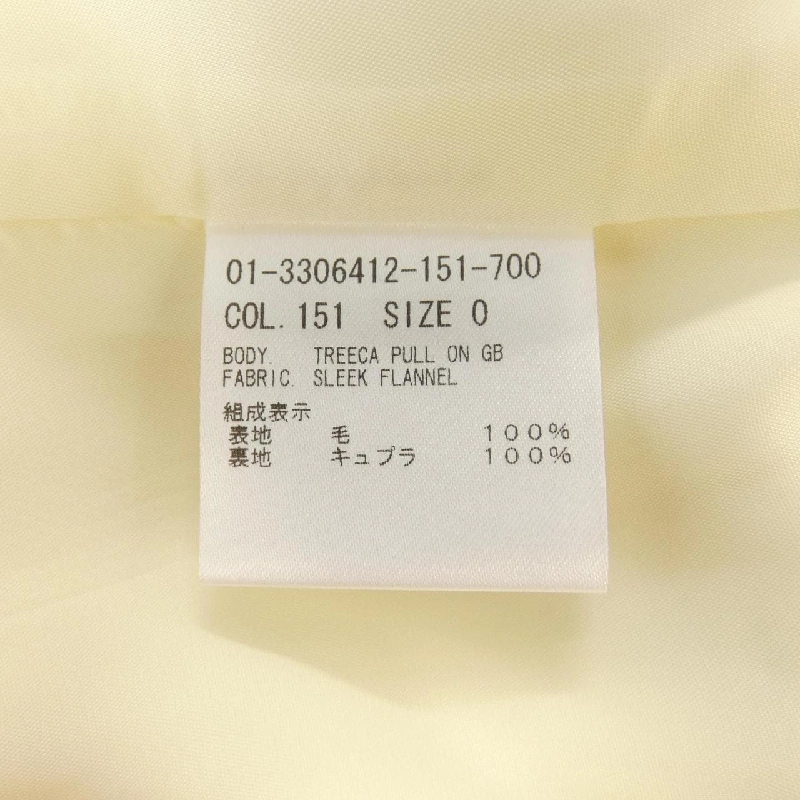 01-3306412-151-700
COL. 151 SIZE 0
BODY. TREECA PULL ON GB
FABRIC. SLEEK FLANNEL
組成表示
表地 毛 100%
裏地 キュプラ 100%